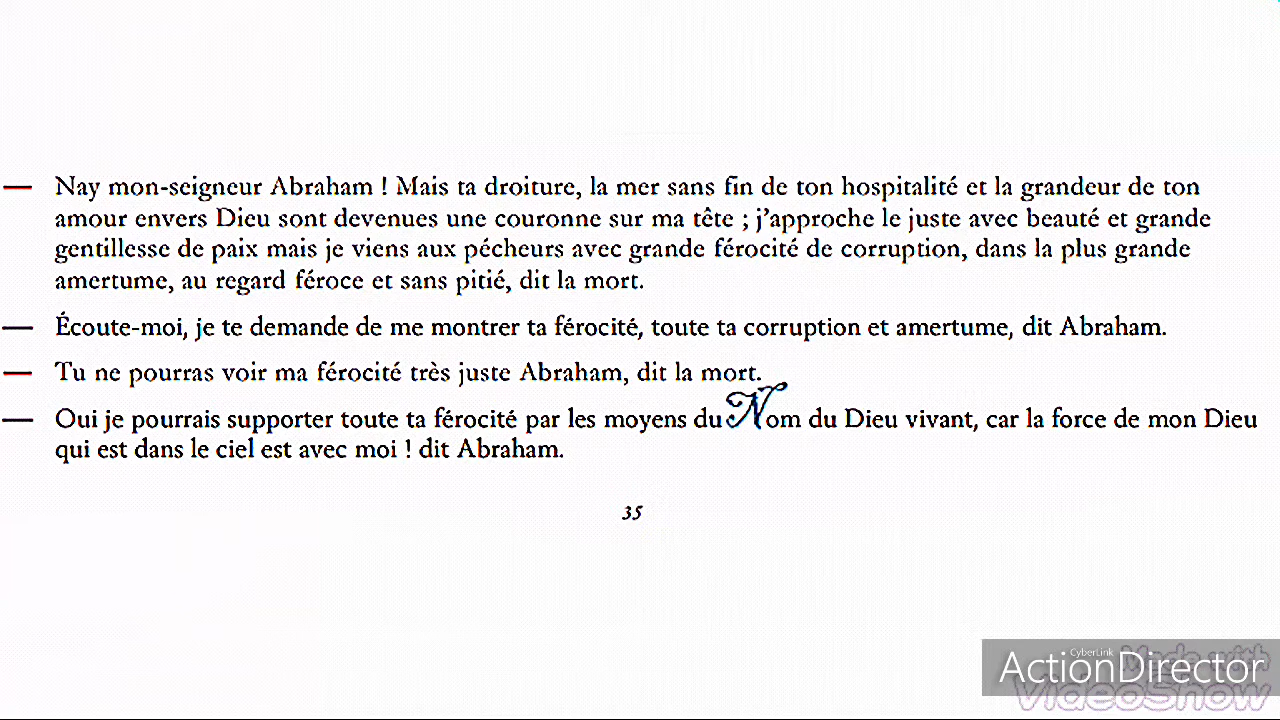 — Nay mon-seigneur Abraham ! Mais ta droiture, la mer sans fin de ton hospitalité et la grandeur de ton
amour envers Dieu sont devenues une couronne sur ma tête ; j'approche le juste avec beauté et grande
gentillesse de paix mais je viens aux pécheurs avec grande férocité de corruption, dans la plus grande
amertume, au regard féroce et sans pitié, dit la mort.
— Écoute-moi, je te demande de me montrer ta férocité, toute ta corruption et amertume, dit Abraham.
— Tu ne pourras voir ma férocité très juste Abraham, dit la mort.
— Oui je pourrais supporter toute ta férocité par les moyens du Nom du Dieu vivant, car la force de mon Dieu
qui est dans le ciel est avec moi ! dit Abraham.
35
CyberLink
ActionDirector
Made with
VideoShow